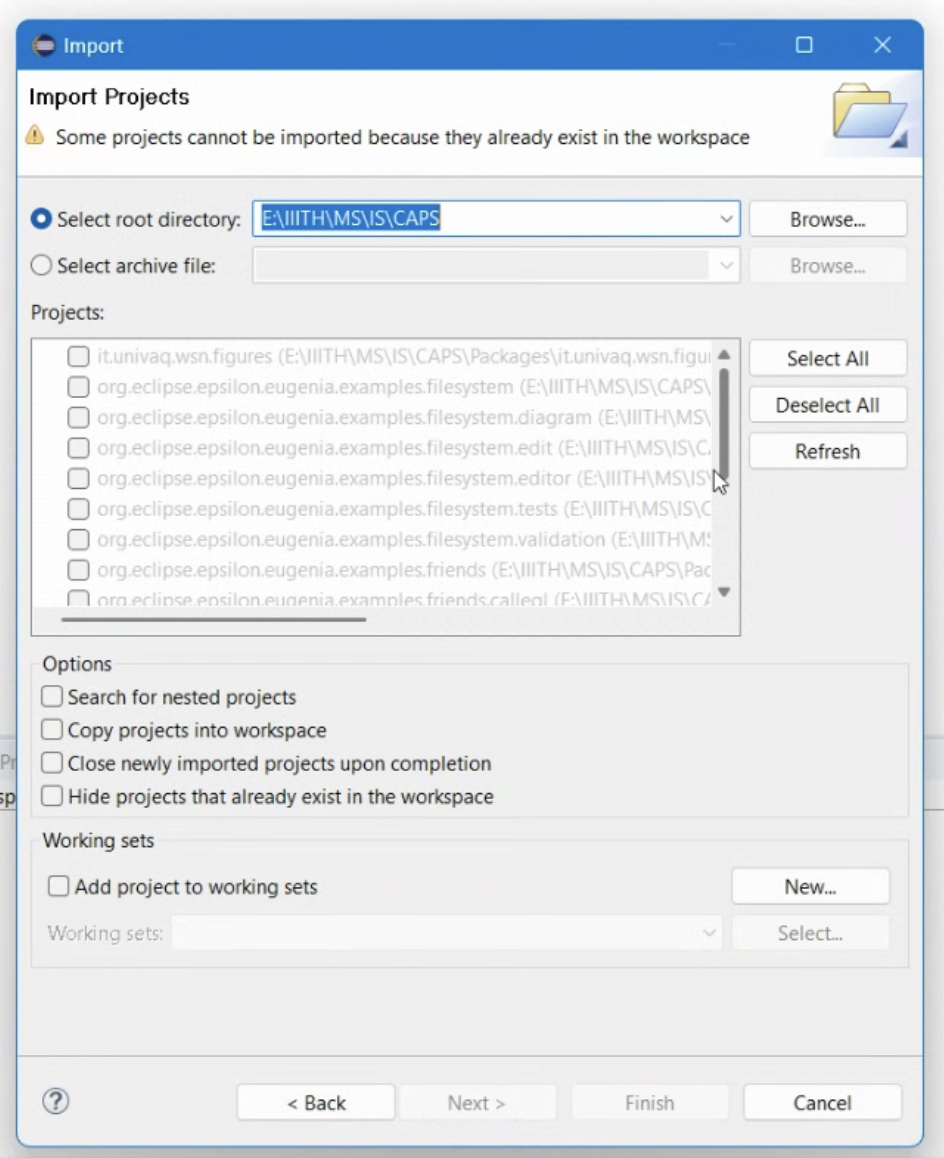 Import
Import Projects
Some projects cannot be imported because they already exist in the workspace
Select root directory: E:\IIITH\MS\IS\CAPS Browse...
Select archive file: Browse...
Projects:
it.univaq.wsn.figures (E:\IIITH\MS\IS\CAPS\Packages\it.univaq.wsn.figu
Select All
org.eclipse.epsilon.eugenia.examples.filesystem (E:\IIITH\MS\IS\CAPS\
org.eclipse.epsilon.eugenia.examples.filesystem.diagram (E:\IIITH\MS\
Deselect All
org.eclipse.epsilon.eugenia.examples.filesystem.edit (E:\IIITH\MS\IS\C
Refresh
org.eclipse.epsilon.eugenia.examples.filesystem.editor (E:\IIITH\MS\IS\
org.eclipse.epsilon.eugenia.examples.filesystem.tests (E:\IIITH\MS\IS\C
org.eclipse.epsilon.eugenia.examples.filesystem.validation (E:\IIITH\M
org.eclipse.epsilon.eugenia.examples.friends (E:\IIITH\MS\IS\CAPS\Pac
org.eclipse.epsilon.eugenia.examples.friends.calleol (E:\IIITH\MS\IS\CA
Options
Search for nested projects
Copy projects into workspace
Close newly imported projects upon completion
Hide projects that already exist in the workspace
Working sets
Add project to working sets New...
Working sets: Select...
? < Back Next > Finish Cancel